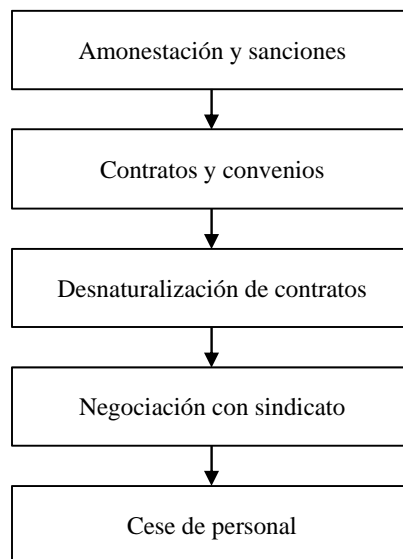 Amonestación y sanciones
Contratos y convenios
Desnaturalización de contratos
Negociación con sindicato
Cese de personal